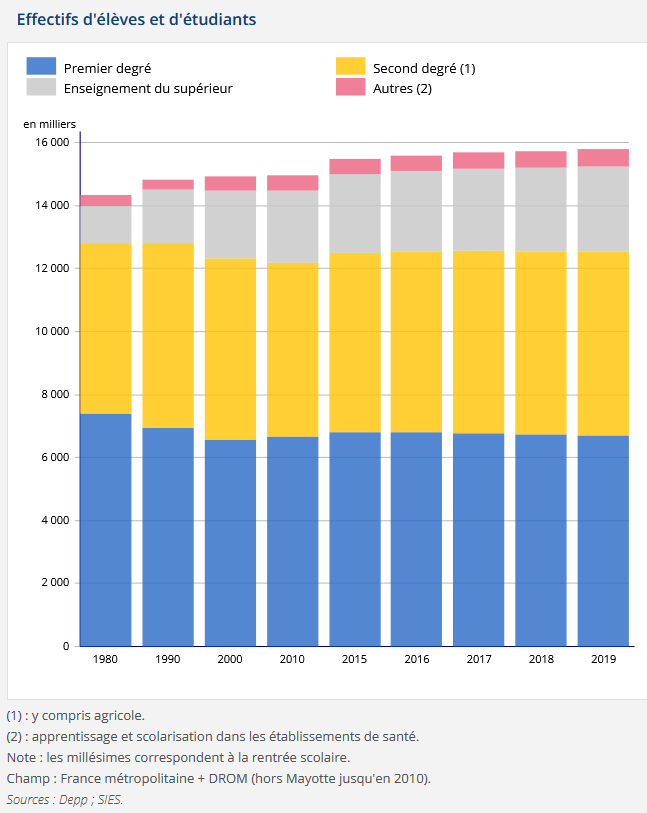 Effectifs d'élèves et d'étudiants
Premier degré
Second degré (1)
Enseignement du supérieur
Autres (2)
en milliers
16 000
14 000
12 000
10 000
8 000
6 000
4 000
2 000
0
1980 1990 2000 2010 2015 2016 2017 2018 2019
(1) : y compris agricole.
(2) : apprentissage et scolarisation dans les établissements de santé.
Note : les millésimes correspondent à la rentrée scolaire.
Champ : France métropolitaine + DROM (hors Mayotte jusqu'en 2010).
Sources : Depp ; SIES.